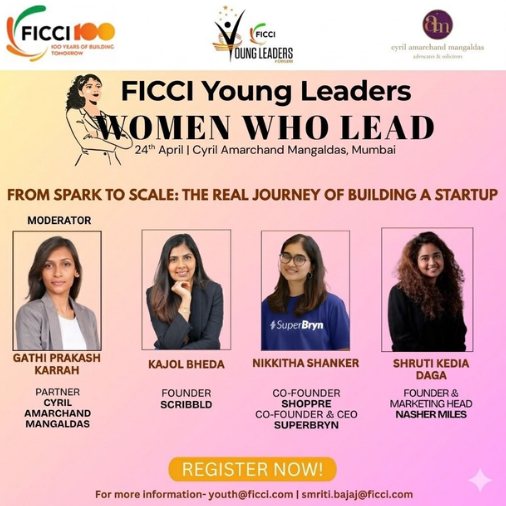 FICCI 100
100 YEARS OF BUILDING
TOMORROW
FICCI
YOUNG LEADERS
am
cyril amarchand mangaldas
advocates & solicitors
FICCI Young Leaders
WOMEN WHO LEAD
24th April | Cyril Amarchand Mangaldas, Mumbai
FROM SPARK TO SCALE: THE REAL JOURNEY OF BUILDING A STARTUP
MODERATOR
SuperBryn
GATHI PRAKASH
KARRAH
PARTNER
CYRIL
AMARCHAND
MANGALDAS
KAJOL BHEDA
FOUNDER
SCRIBBLD
NIKKITHA SHANKER
CO-FOUNDER
SHOPPRE
CO-FOUNDER & CEO
SUPERBRYN
SHRUTI KEDIA
DAGA
FOUNDER &
MARKETING HEAD
NASHER MILES
REGISTER NOW!
For more information- youth@ficci.com | smriti.bajaj@ficci.com